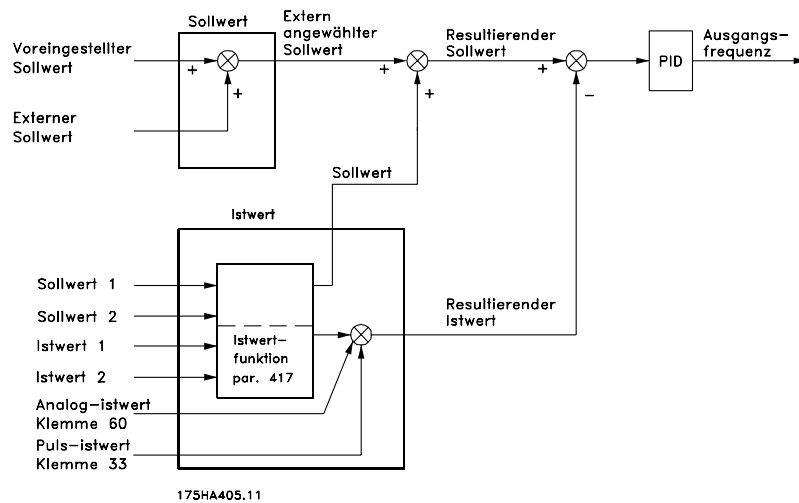 Sollwert
Voreingestellter
Sollwert
+
+
Externer
Sollwert
Extern
angewählter
Sollwert
+
+
Resultierender
Sollwert
+
−
PID
Ausgangs-
frequenz
Sollwert
Istwert
Sollwert 1
Sollwert 2
Istwert 1
Istwert 2
Istwert-
funktion
par. 417
Analog-istwert
Klemme 60
Puls-istwert
Klemme 33
Resultierender
Istwert
175HA405.11